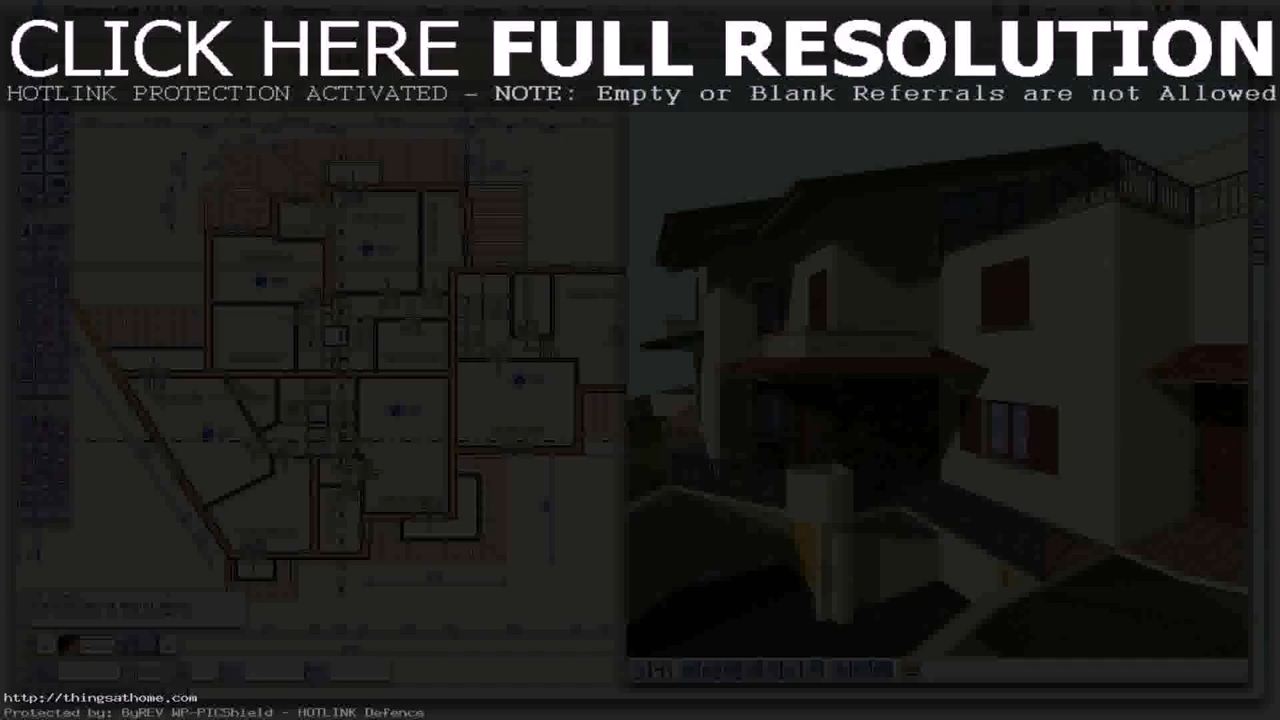 CLICK HERE FULL RESOLUTION
HOTLINK PROTECTION ACTIVATED - NOTE: Empty or Blank Referrals are not Allowed
http://thingsathome.com
Protected by: ByREV WP-PICShield - HOTLINK Defence